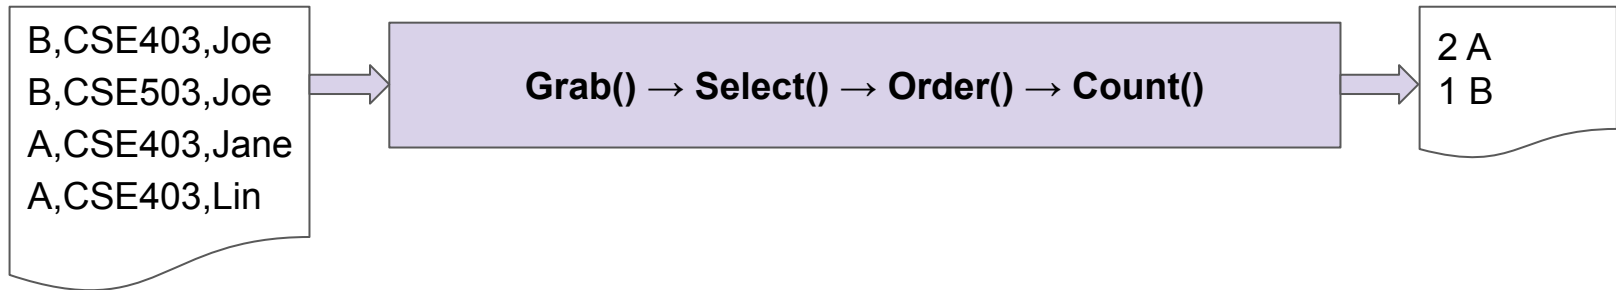 B,CSE403,Joe
B,CSE503,Joe
A,CSE403,Jane
A,CSE403,Lin
Grab() → Select() → Order() → Count()
2 A
1 B